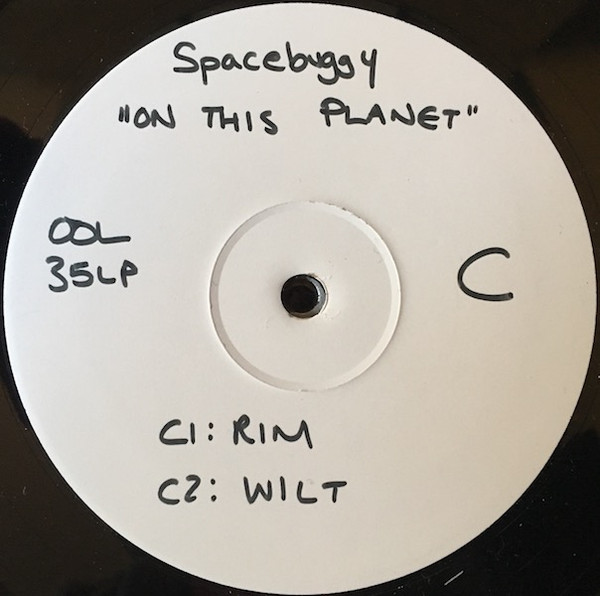 Spacebuggy
"ON THIS PLANET"
OOL
35LP
C
C1: RIM
C2: WILT